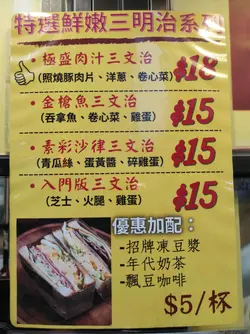 特選鮮嫩三明治系列
• 極盛肉汁三文治 $18
(照燒豚肉片、洋蔥、卷心菜)
• 金槍魚三文治 $15
(吞拿魚、卷心菜、雞蛋)
• 素彩沙律三文治 $15
(青瓜絲、蛋黃醬、碎雞蛋)
• 入門版三文治 $15
(芝士、火腿、雞蛋)
優惠加配：
-招牌凍豆漿
-年代奶茶
-飄豆咖啡
$5/杯